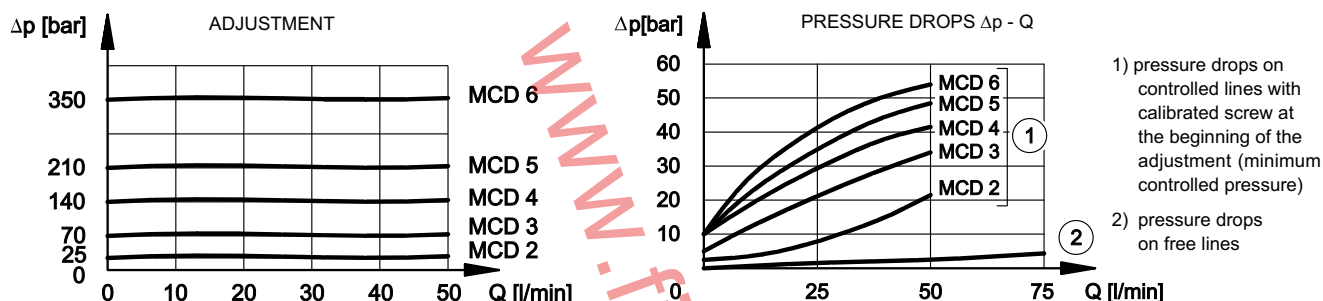 ADJUSTMENT
Δp [bar]
350
210
140
70
25
0
MCD 6
MCD 5
MCD 4
MCD 3
MCD 2
0 10 20 30 40 50 Q [l/min]
PRESSURE DROPS Δp - Q
Δp[bar]
60
50
40
30
20
10
0
MCD 6
MCD 5
MCD 4
MCD 3
MCD 2
1
2
25 50 75
Q [l/min]
1) pressure drops on
controlled lines with
calibrated screw at
the beginning of the
adjustment (minimum
controlled pressure)
2) pressure drops
on free lines
www.f